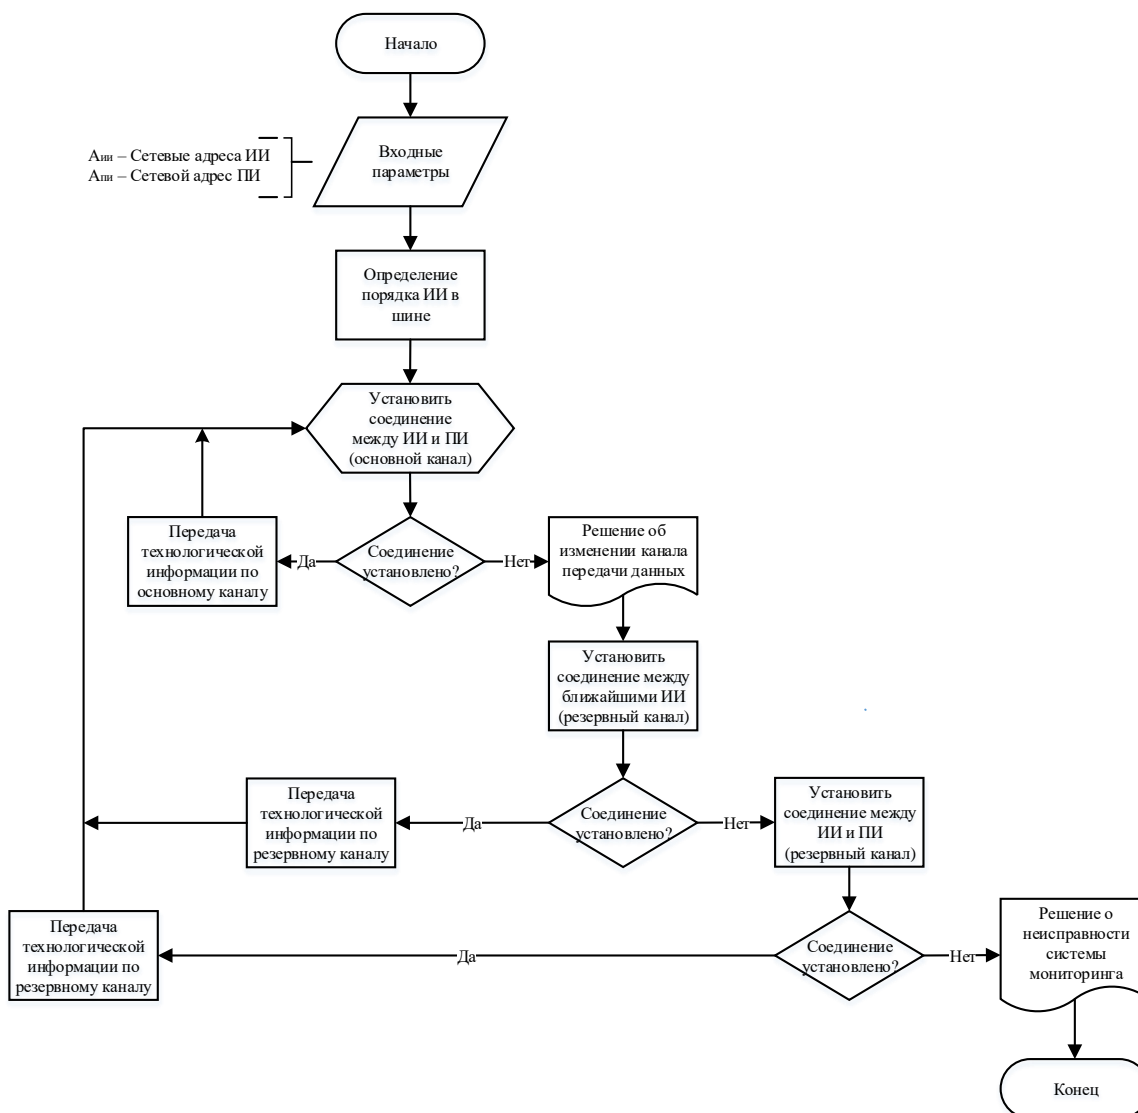 Начало
Входные
параметры
Aии – Сетевые адреса ИИ
Aпи – Сетевой адрес ПИ
Определение
порядка ИИ в
шине
Установить
соединение
между ИИ и ПИ
(основной канал)
Передача
технологической
информации по
основному каналу
Да
Соединение
установлено?
Нет
Решение об
изменении канала
передачи данных
Установить
соединение между
ближайшими ИИ
(резервный канал)
Передача
технологической
информации по
резервному каналу
Да
Соединение
установлено?
Нет
Установить
соединение между
ИИ и ПИ
(резервный канал)
Передача
технологической
информации по
резервному каналу
Да
Соединение
установлено?
Нет
Решение о
неисправности
системы
мониторинга
Конец